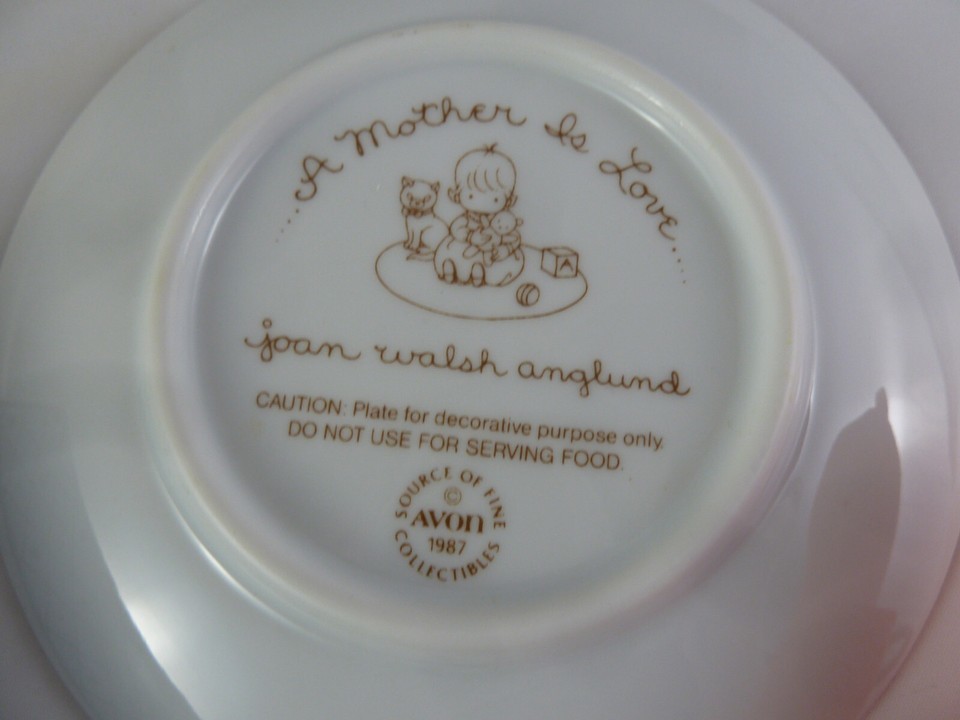 ...A Mother Is Love...
joan walsh anglund
CAUTION: Plate for decorative purpose only.
DO NOT USE FOR SERVING FOOD.
SOURCE OF FINE
©
AVON
1987
COLLECTIBLES
A